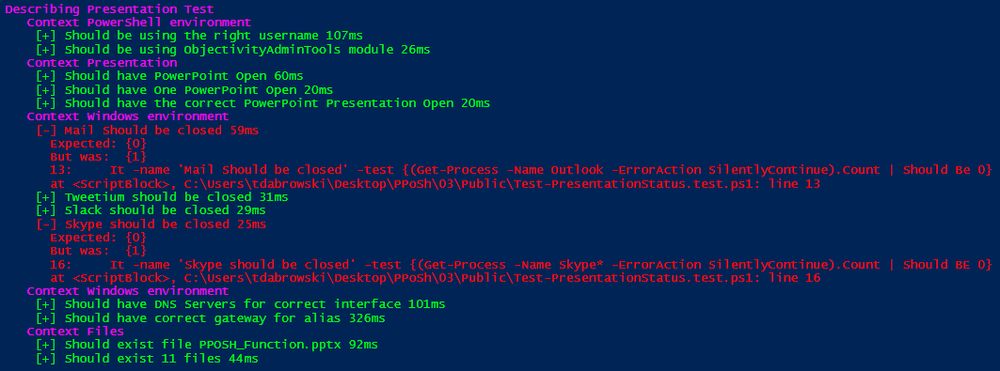 Describing Presentation Test
Context PowerShell environment
[+] Should be using the right username 107ms
[+] Should be using ObjectivityAdminTools module 26ms
Context Presentation
[+] Should have PowerPoint Open 60ms
[+] Should have One PowerPoint Open 20ms
[+] Should have the correct PowerPoint Presentation Open 20ms
Context Windows environment
[-] Mail Should be closed 59ms
Expected: {0}
But was:  {1}
13:     It -name 'Mail Should be closed' -test {(Get-Process -Name Outlook -ErrorAction SilentlyContinue).Count | Should Be 0}
at <ScriptBlock>, C:\Users\tdabrowski\Desktop\PPoSh\03\Public\Test-PresentationStatus.test.ps1: line 13
[+] Tweetium should be closed 31ms
[+] Slack should be closed 29ms
[-] Skype should be closed 25ms
Expected: {0}
But was:  {1}
16:     It -name 'Skype should be closed' -test {(Get-Process -Name Skype* -ErrorAction SilentlyContinue).Count | Should BE 0}
at <ScriptBlock>, C:\Users\tdabrowski\Desktop\PPoSh\03\Public\Test-PresentationStatus.test.ps1: line 16
Context Windows environment
[+] Should have DNS Servers for correct interface 101ms
[+] Should have correct gateway for alias 326ms
Context Files
[+] Should exist file PPOSH_Function.pptx 92ms
[+] Should exist 11 files 44ms